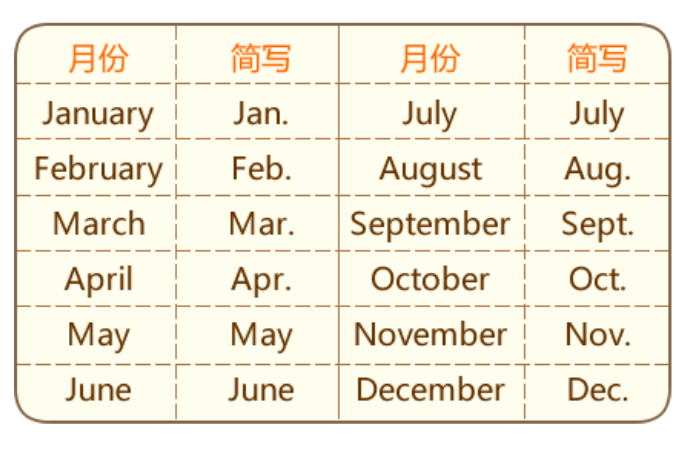 月份 简写 月份 简写
January Jan. July July
February Feb. August Aug.
March Mar. September Sept.
April Apr. October Oct.
May May November Nov.
June June December Dec.